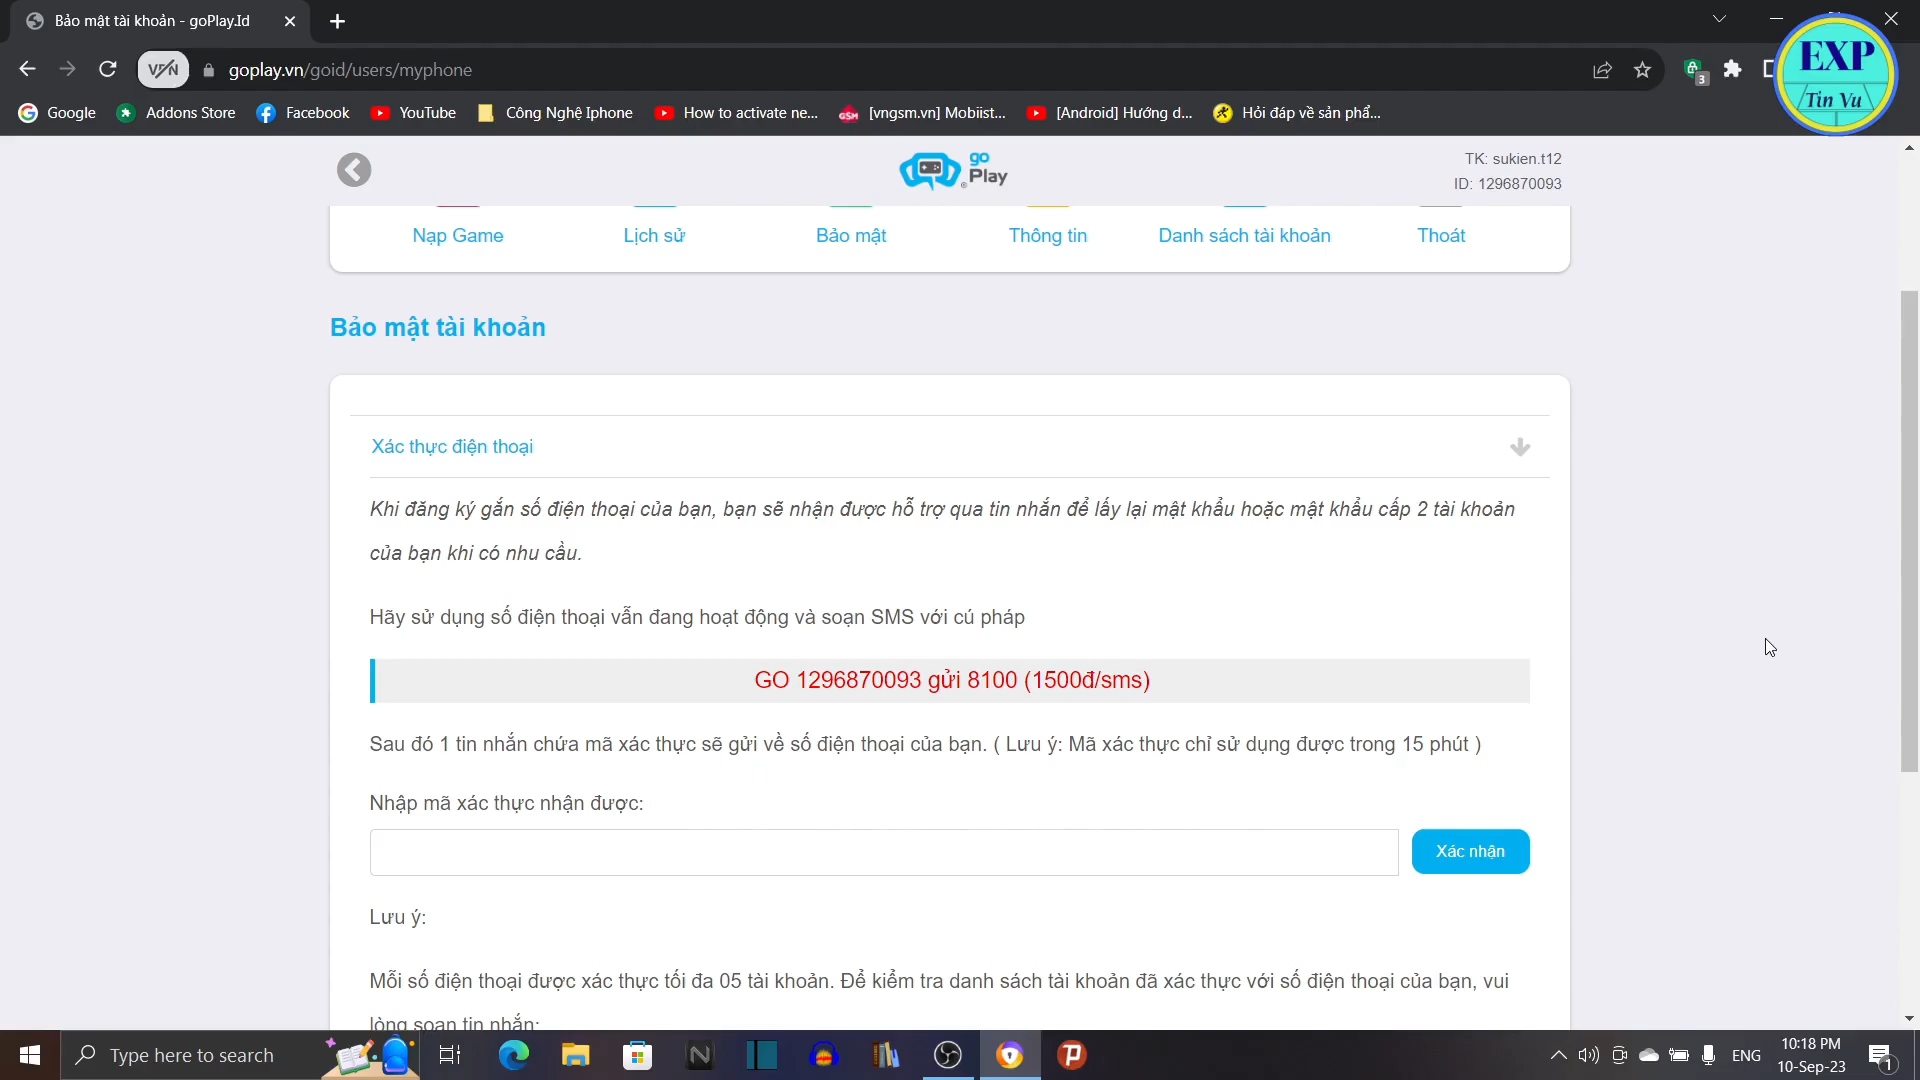 Bảo mật tài khoản - goPlay.Id
VPN
goplay.vn/goid/users/myphone
3
EXP
Tin Vu
Google
Addons Store
Facebook
YouTube
Công Nghệ Iphone
How to activate ne...
GSM
[vngsm.vn] Mobiist...
[Android] Hướng d...
Hỏi đáp về sản phẩ...
go
Play
TK: sukien.t12
ID: 1296870093
Nạp Game
Lịch sử
Bảo mật
Thông tin
Danh sách tài khoản
Thoát
Bảo mật tài khoản
Xác thực điện thoại
Khi đăng ký gắn số điện thoại của bạn, bạn sẽ nhận được hỗ trợ qua tin nhắn để lấy lại mật khẩu hoặc mật khẩu cấp 2 tài khoản
của bạn khi có nhu cầu.
Hãy sử dụng số điện thoại vẫn đang hoạt động và soạn SMS với cú pháp
GO 1296870093 gửi 8100 (1500đ/sms)
Sau đó 1 tin nhắn chứa mã xác thực sẽ gửi về số điện thoại của bạn. ( Lưu ý: Mã xác thực chỉ sử dụng được trong 15 phút )
Nhập mã xác thực nhận được:
Xác nhận
Lưu ý:
Mỗi số điện thoại được xác thực tối đa 05 tài khoản. Để kiểm tra danh sách tài khoản đã xác thực với số điện thoại của bạn, vui
lòng soạn tin nhắn:
Type here to search
ENG
10:18 PM
10-Sep-23
1